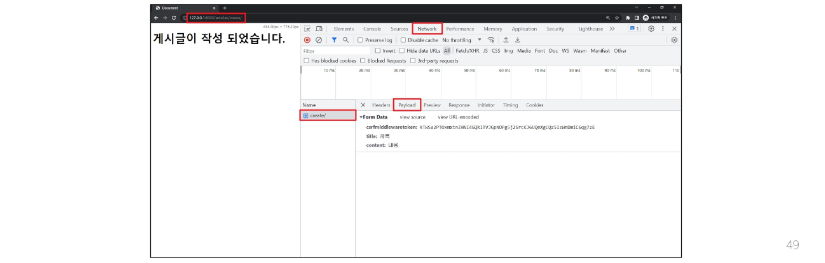 Document
127.0.0.1:8000/articles/create/
게시글이 작성 되었습니다.
Elements Console Sources Network Performance Memory Application Security Lighthouse
Preserve log Disable cache No throttling
Filter Invert Hide data URLs All Fetch/XHR JS CSS Img Media Font Doc WS Wasm Manifest Other
Has blocked cookies Blocked Requests 3rd-party requests
10 ms 20 ms 30 ms 40 ms 50 ms 60 ms 70 ms 80 ms 90 ms 100 ms 110
Name Headers Payload Preview Response Initiator Timing Cookies
create/
Form Data view source view URL-encoded
csrfmiddlewaretoken:
title: 제목
content: 내용
49